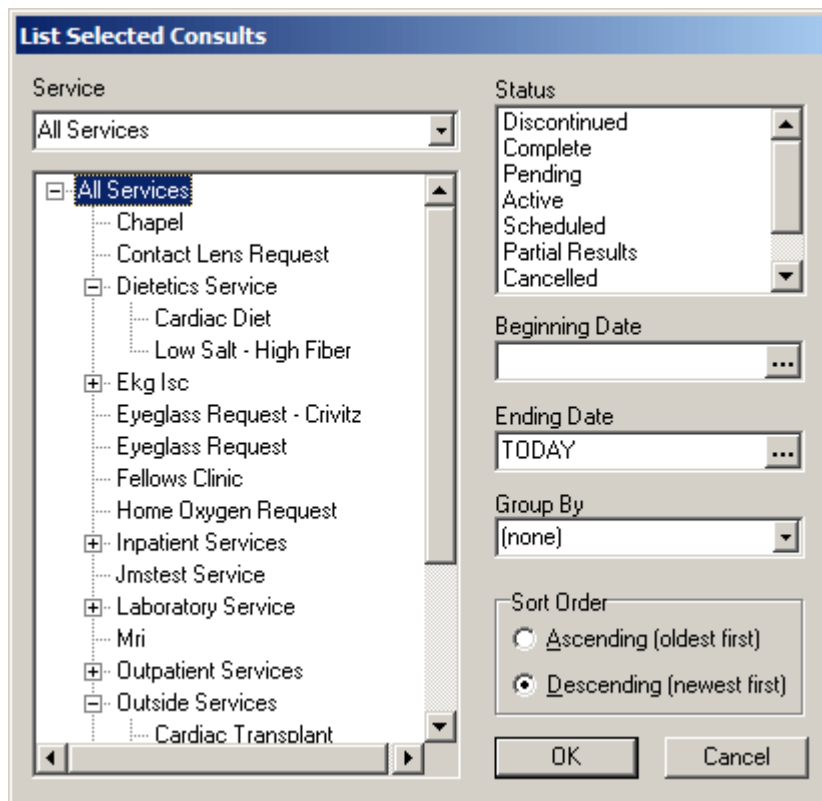 List Selected Consults
Service
All Services
All Services
Chapel
Contact Lens Request
Dietetics Service
Cardiac Diet
Low Salt - High Fiber
Ekg Isc
Eyeglass Request - Crivitz
Eyeglass Request
Fellows Clinic
Home Oxygen Request
Inpatient Services
Jmstest Service
Laboratory Service
Mri
Outpatient Services
Outside Services
Cardiac Transplant
Status
Discontinued
Complete
Pending
Active
Scheduled
Partial Results
Cancelled
Beginning Date
...
Ending Date
TODAY ...
Group By
(none)
Sort Order
Ascending (oldest first)
Descending (newest first)
OK Cancel